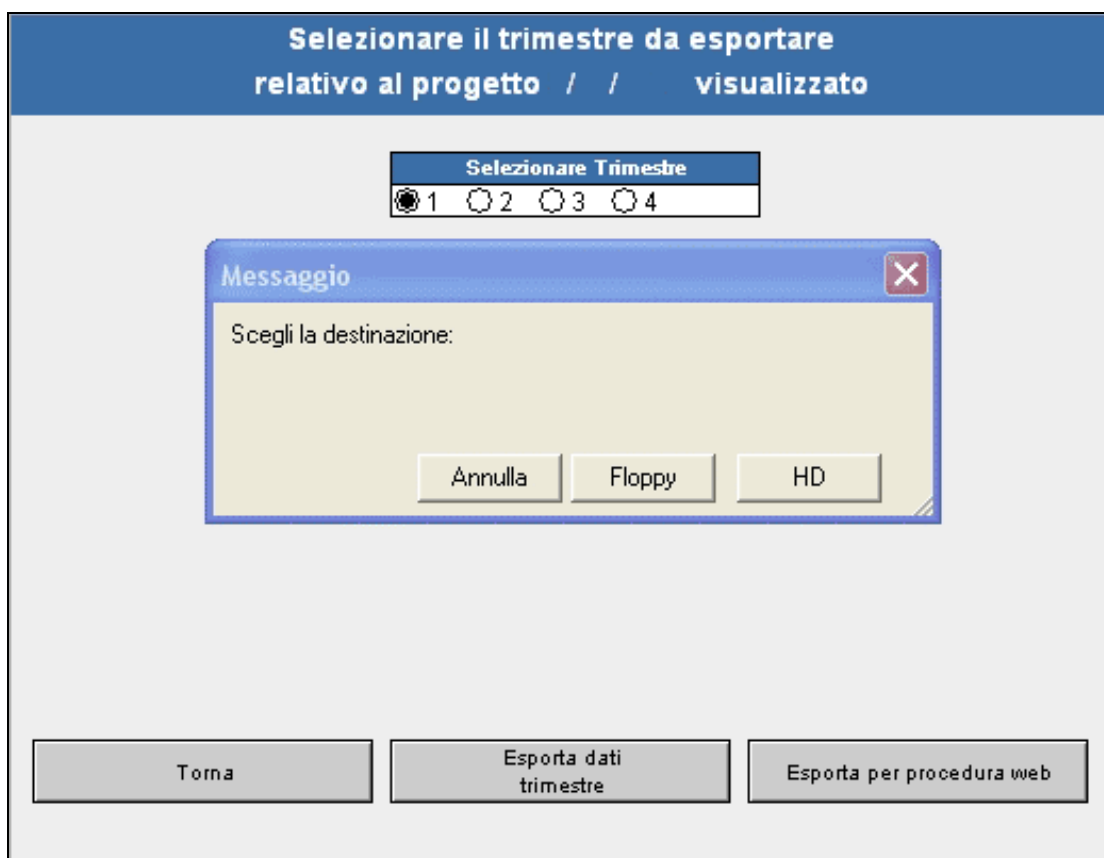 Selezionare il trimestre da esportare
relativo al progetto / / visualizzato
Selezionare Trimestre
1 2 3 4
Messaggio
Scegli la destinazione:
Annulla Floppy HD
Torna
Esporta dati
trimestre
Esporta per procedura web